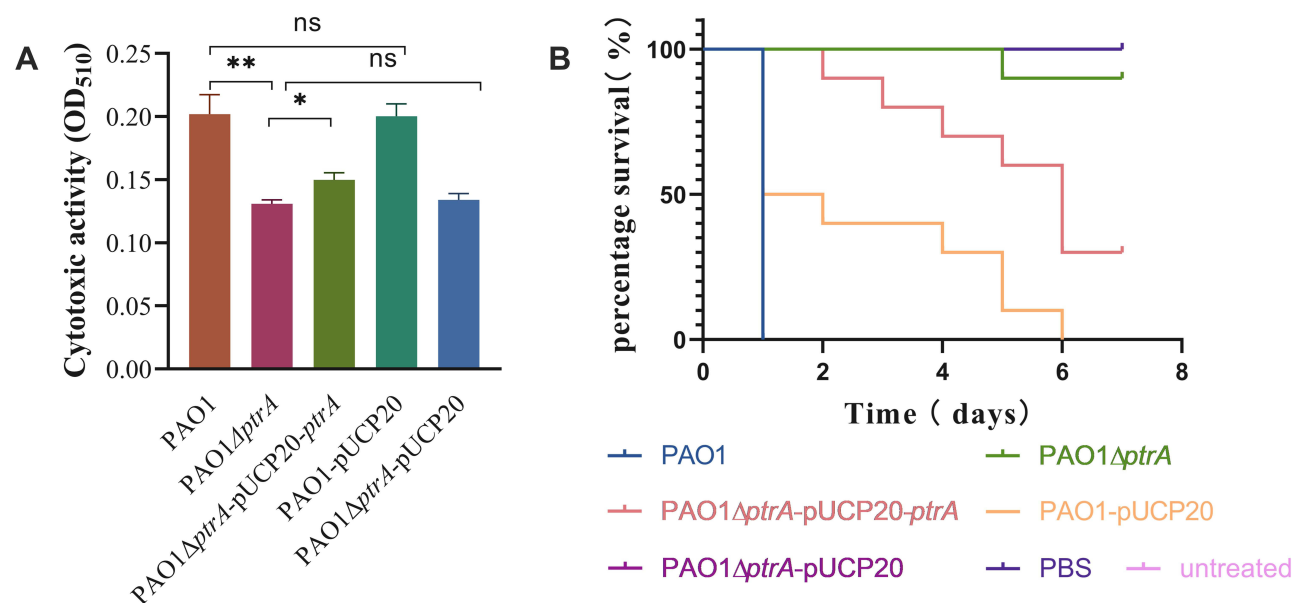 A
Cytotoxic activity (OD510)
0.25
0.20
0.15
0.10
0.05
0.00
ns
**
ns
*
PAO1
PAO1ΔptrA
PAO1ΔptrA-pUCP20-ptrA
PAO1-pUCP20
PAO1ΔptrA-pUCP20
B
percentage survival( %)
100
50
0
0 2 4 6 8
Time( days)
PAO1 PAO1ΔptrA
PAO1ΔptrA-pUCP20-ptrA PAO1-pUCP20
PAO1ΔptrA-pUCP20 PBS untreated